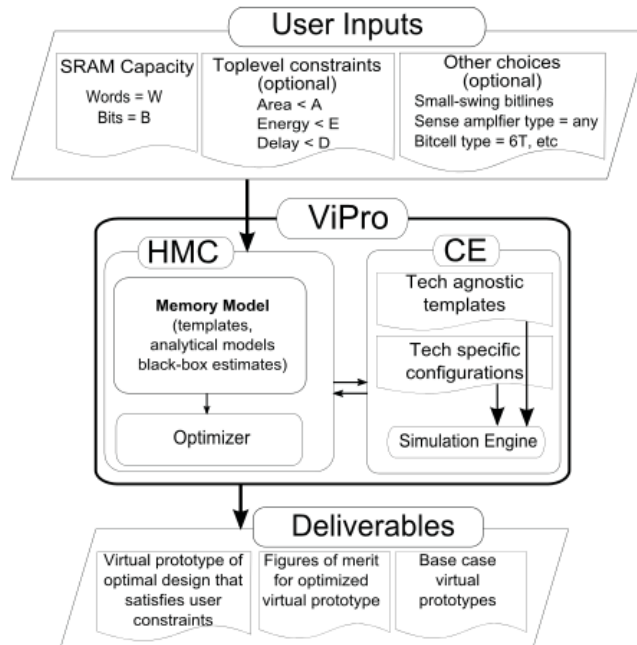 User Inputs
SRAM Capacity
Words = W
Bits = B
Toplevel constraints
(optional)
Area < A
Energy < E
Delay < D
Other choices
(optional)
Small-swing bitlines
Sense amplfier type = any
Bitcell type = 6T, etc
ViPro
HMC
Memory Model
(templates,
analytical models
black-box estimates)
Optimizer
CE
Tech agnostic
templates
Tech specific
configurations
Simulation Engine
Deliverables
Virtual prototype of
optimal design that
satisfies user
constraints
Figures of merit
for optimized
virtual prototype
Base case
virtual
prototypes